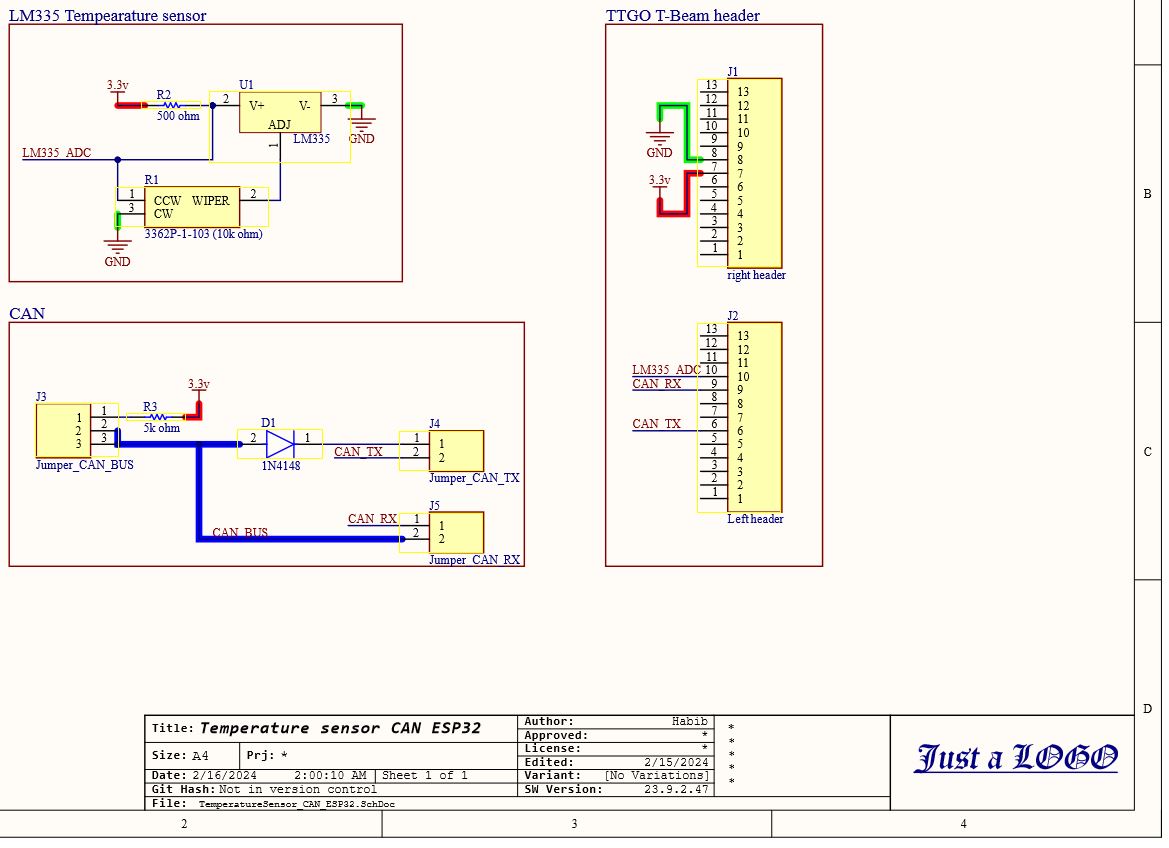 LM335 Tempearature sensor
3.3v
R2
500 ohm
U1
2
V+
V-
3
ADJ
1
LM335
GND
LM335_ADC
R1
1
CCW
WIPER
2
3
CW
3362P-1-103 (10k ohm)
GND
TTGO T-Beam header
J1
13 13
12 12
11 11
10 10
9 9
8 8
7 7
6 6
5 5
4 4
3 3
2 2
1 1
GND
3.3v
right header
J2
13 13
12 12
11 11
LM335_ADC 10 10
CAN_RX 9 9
8 8
7 7
CAN_TX 6 6
5 5
4 4
3 3
2 2
1 1
Left header
CAN
3.3v
J3
1 1
2 2
3 3
Jumper_CAN_BUS
R3
5k ohm
D1
2
1
1N4148
J4
1 1
CAN_TX 2 2
Jumper_CAN_TX
J5
CAN_RX 1 1
CAN_BUS 2 2
Jumper_CAN_RX
B
C
D
Title: Temperature sensor CAN ESP32
Size: A4 Prj: *
Date: 2/16/2024 2:00:10 AM Sheet 1 of 1
Git Hash: Not in version control
File: TemperatureSensor_CAN_ESP32.SchDoc
Author: Habib
Approved: *
License: *
Edited: 2/15/2024
Variant: [No Variations]
SW Version: 23.9.2.47
*
*
*
*
*
Just a LOGO
2
3
4